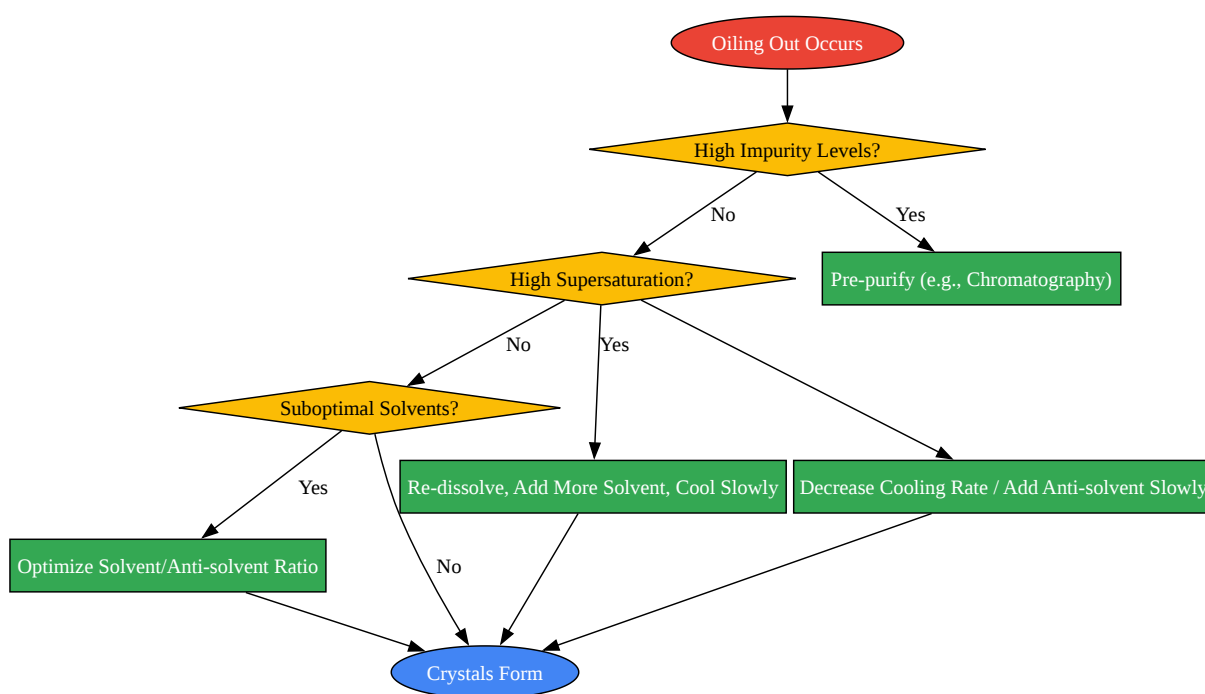 Oiling Out Occurs
High Impurity Levels?
No
Yes
High Supersaturation?
Pre-purify (e.g., Chromatography)
No
Yes
Suboptimal Solvents?
Re-dissolve, Add More Solvent, Cool Slowly
Decrease Cooling Rate / Add Anti-solvent Slowly
Yes
Optimize Solvent/Anti-solvent Ratio
No
Crystals Form